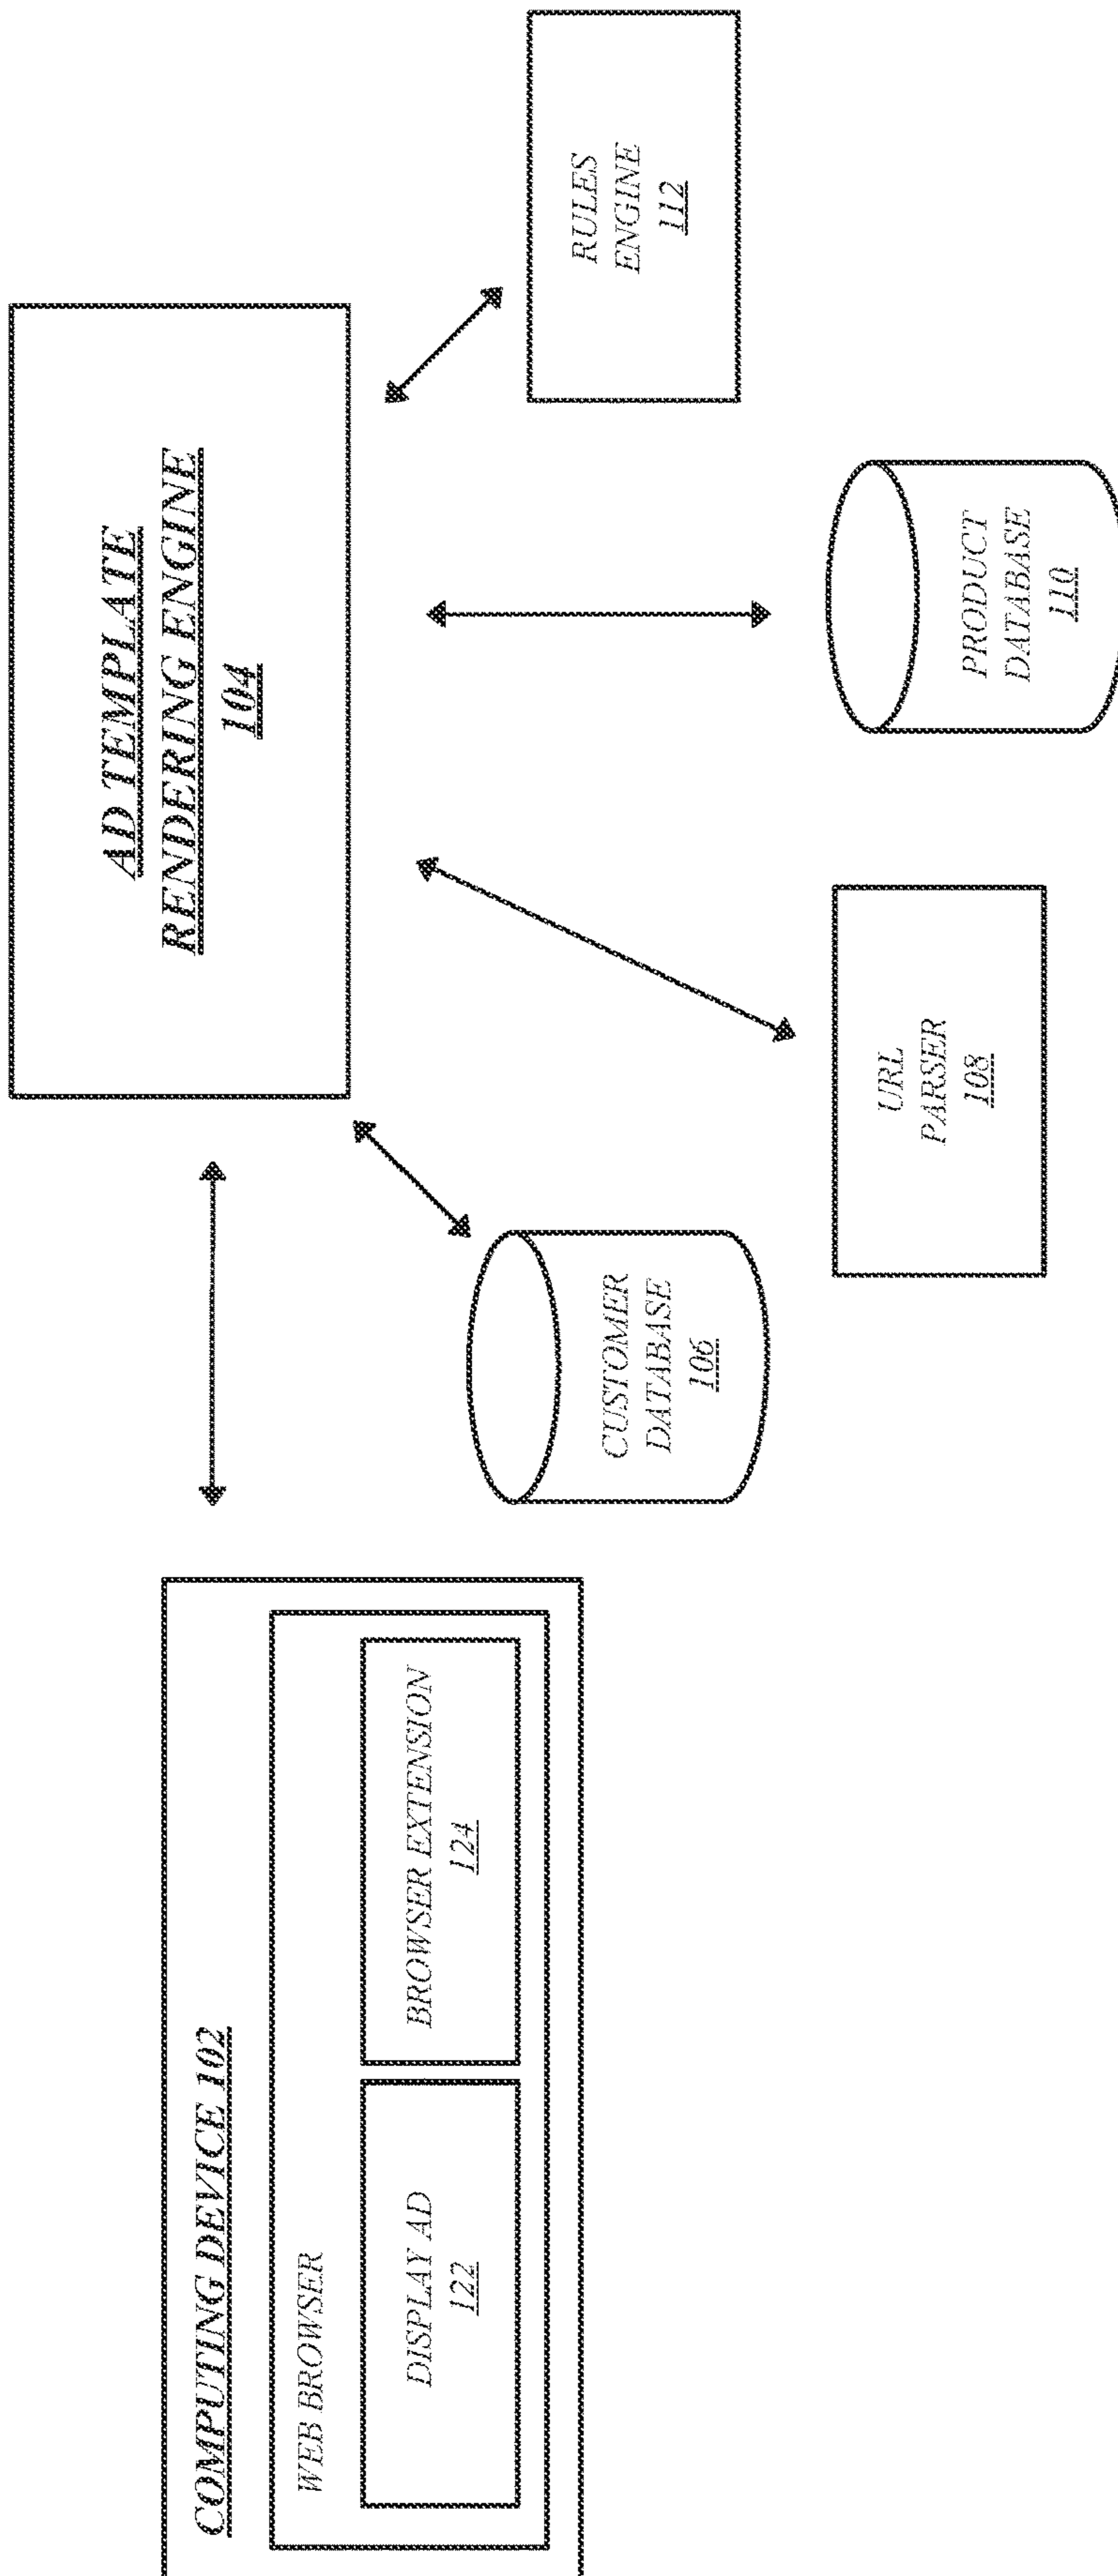 COMPUTING DEVICE 102
WEB BROWSER
DISPLAY AD
122
BROWSER EXTENSION
124
AD TEMPLATE
RENDERING ENGINE
104
CUSTOMER
DATABASE
106
URL
PARSER
108
PRODUCT
DATABASE
110
RULES
ENGINE
112